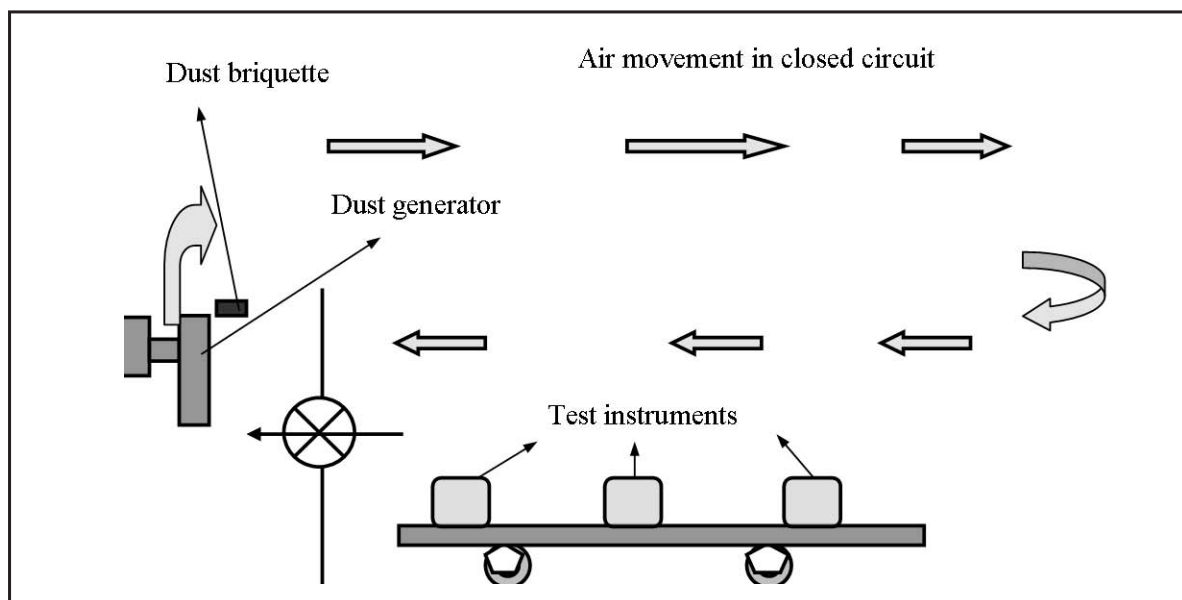 Air movement in closed circuit
Dust briquette
Dust generator
Test instruments